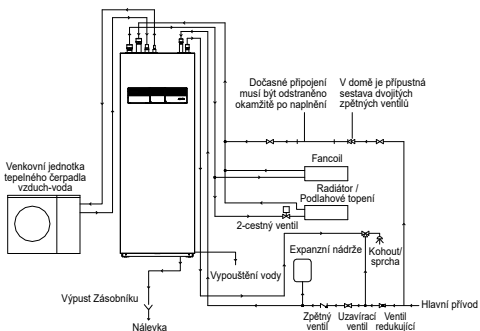 Dočasné připojení
musí být odstraněno
okamžitě po naplnění
V domě je přípustná
sestava dvojitých
zpětných ventilů
Venkovní jednotka
tepelného čerpadla
vzduch-voda
Fancoil
Radiátor /
Podlahové topení
2-cestný ventil
Expanzní nádrže
Kohout/
sprcha
Vypouštění vody
Výpust Zásobníku
Nálevka
Zpětný
ventil
Uzavírací
ventil
Ventil
redukující
Hlavní přívod